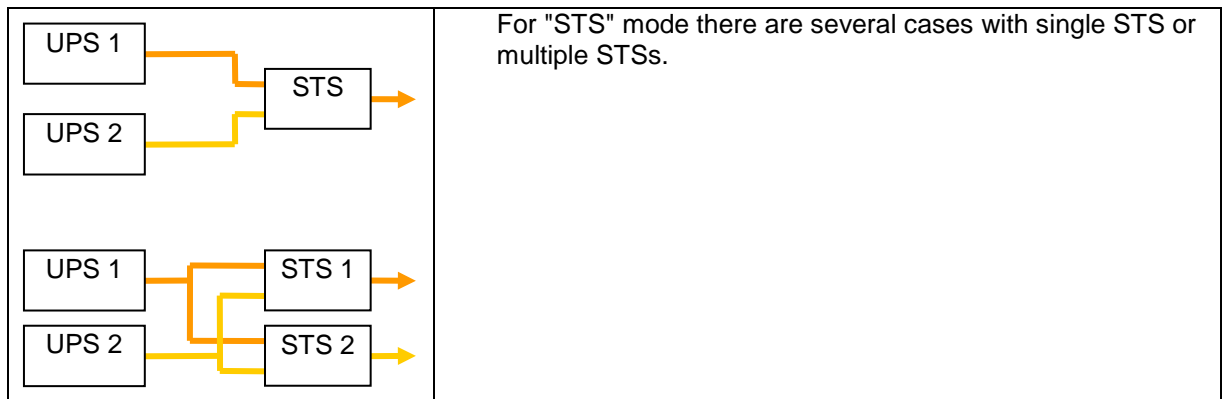 UPS 1
STS
UPS 2
UPS 1
STS 1
UPS 2
STS 2
For "STS" mode there are several cases with single STS or
multiple STSs.